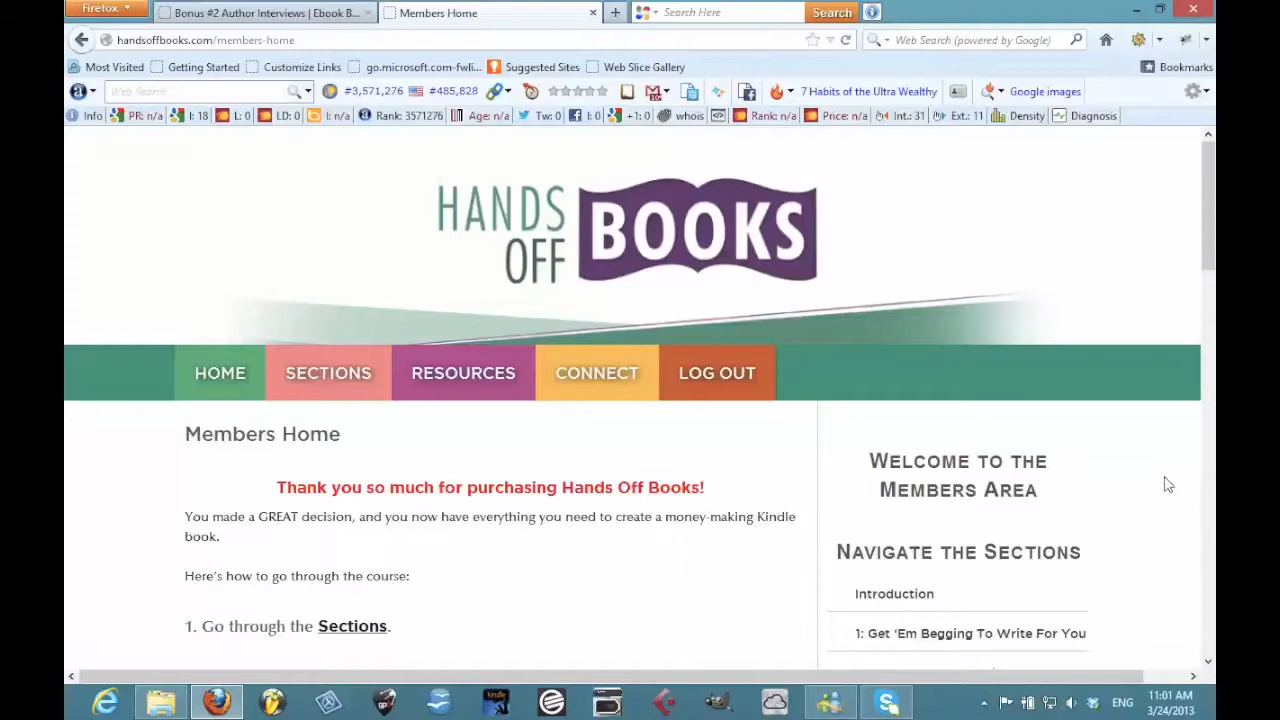 Firefox
Bonus #2 Author Interviews | Ebook B...
Members Home
Search Here
Search
handsoffbooks.com/members-home
Web Search (powered by Google)
Most Visited
Getting Started
Customize Links
go.microsoft.com-fwli...
Suggested Sites
Web Slice Gallery
Bookmarks
Web Search
#3,571,276
#485,828
7 Habits of the Ultra Wealthy
Google images
Info
PR: n/a
I: 18
L: 0
LD: 0
I: n/a
Rank: 3571276
Age: n/a
Tw: 0
I: 0
+1: 0
whois
Rank: n/a
Price: n/a
Int.: 31
Ext.: 11
Density
Diagnosis
HANDS
OFF
BOOKS
HOME
SECTIONS
RESOURCES
CONNECT
LOG OUT
Members Home
Thank you so much for purchasing Hands Off Books!
You made a GREAT decision, and you now have everything you need to create a money-making Kindle
book.
Here's how to go through the course:
1. Go through the Sections.
WELCOME TO THE
MEMBERS AREA
NAVIGATE THE SECTIONS
Introduction
1: Get 'Em Begging To Write For You
kindle
ENG
11:01 AM
3/24/2013